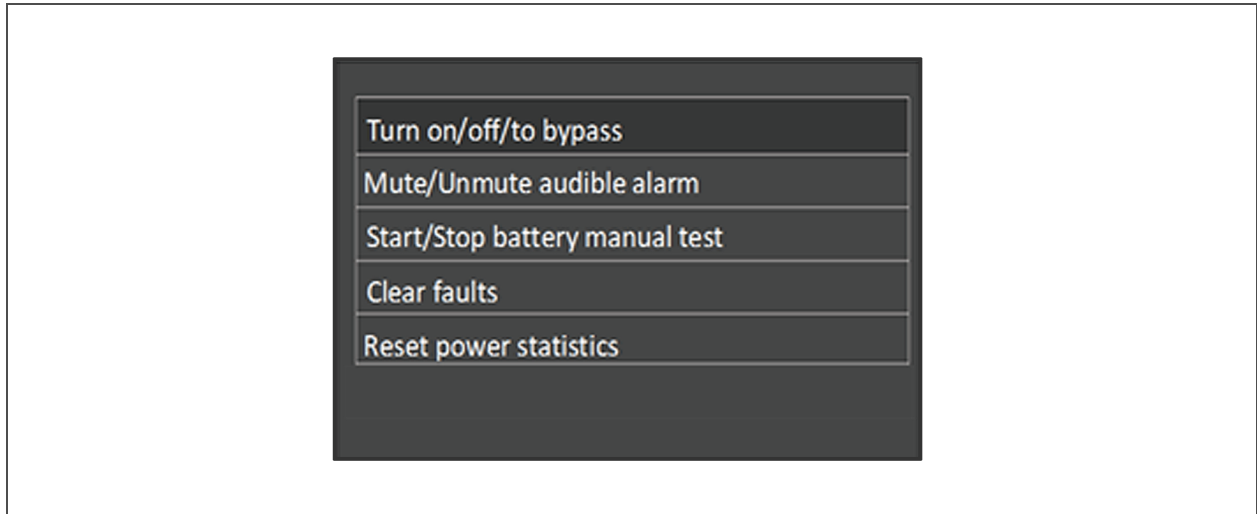 Turn on/off/to bypass
Mute/Unmute audible alarm
Start/Stop battery manual test
Clear faults
Reset power statistics